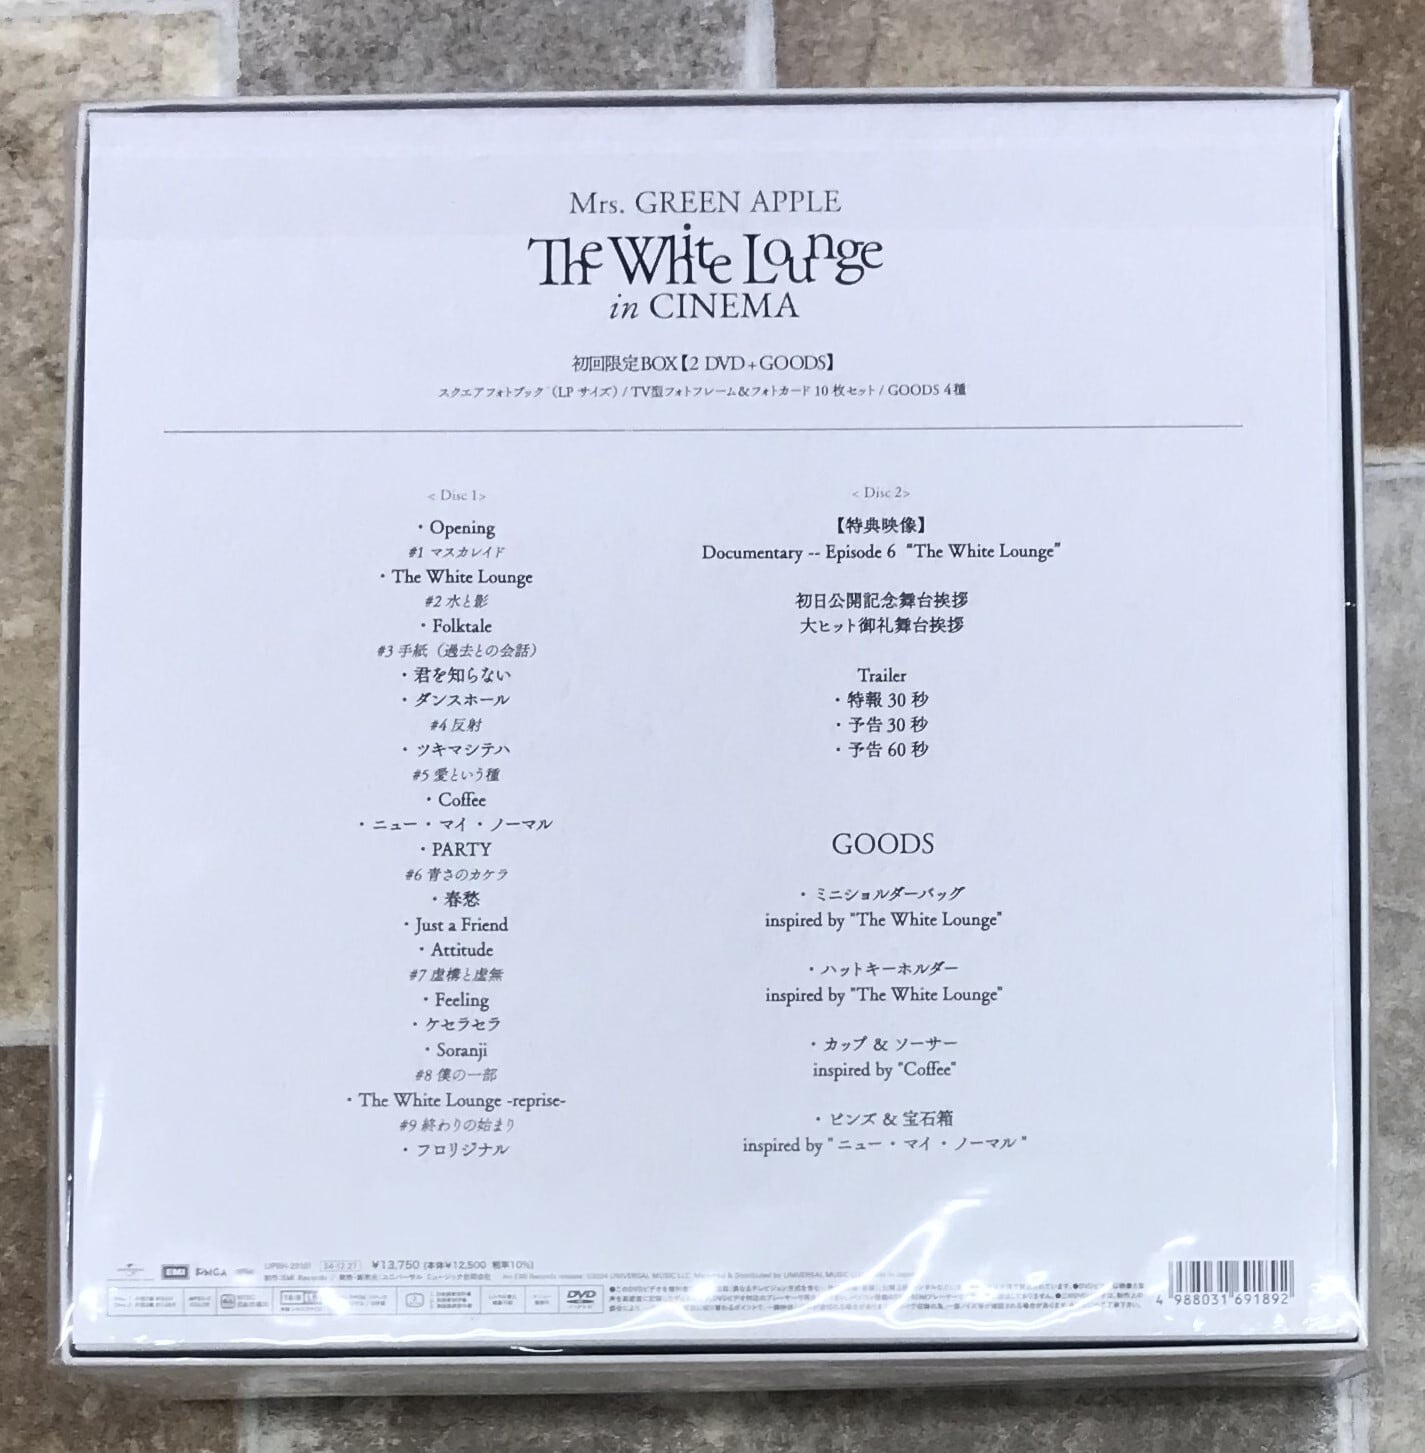 Mrs. GREEN APPLE
The White Lounge
in CINEMA
初回限定BOX【2 DVD+GOODS】
スクエアフォトブック (LP サイズ) / TV型フォトフレーム&フォトカード 10 枚セット / GOODS 4種
< Disc 1>
・Opening
#1 マスカレイド
・The White Lounge
#2 水と影
・Folktale
#3 手紙（過去との会話）
・君を知らない
・ダンスホール
#4 反射
・ツキマシテハ
#5 愛という種
・Coffee
・ニュー・マイ・ノーマル
・PARTY
#6 青さのカケラ
・春愁
・Just a Friend
・Attitude
#7 虚構と虚無
・Feeling
・ケセラセラ
・Soranji
#8 僕の一部
・The White Lounge -reprise-
#9 終わりの始まり
・フロリジナル
< Disc 2>
【特典映像】
Documentary -- Episode 6 "The White Lounge"
初日公開記念舞台挨拶
大ヒット御礼舞台挨拶
Trailer
・特報 30 秒
・予告 30 秒
・予告 60 秒
GOODS
・ミニショルダーバッグ
inspired by "The White Lounge"
・ハットキーホルダー
inspired by "The White Lounge"
・カップ & ソーサー
inspired by "Coffee"
・ピンズ & 宝石箱
inspired by "ニュー・マイ・ノーマル"
EMI ¥13,750 (本体¥12,500 税率10%)
DVD
4 988031 691892